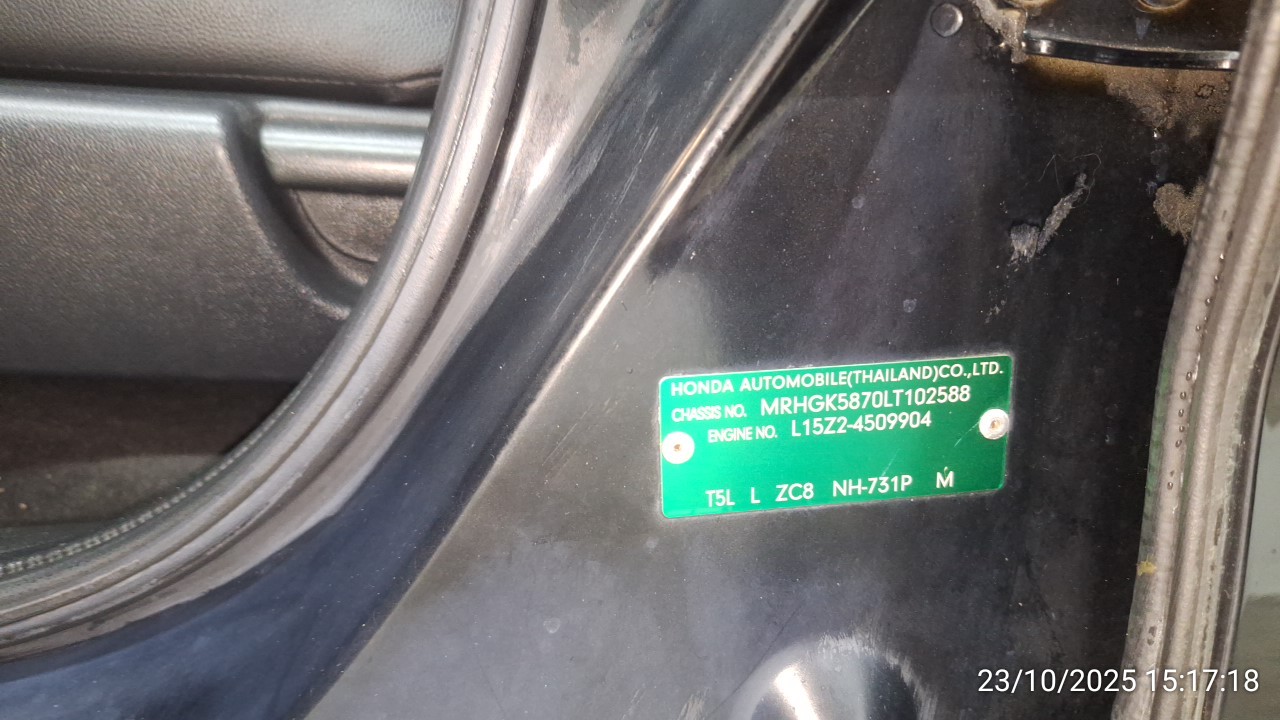 HONDA AUTOMOBILE(THAILAND)CO.,LTD.
CHASSIS NO. MRHGK5870LT102588
ENGINE NO. L15Z2-4509904
T5L L ZC8 NH-731P M
23/10/2025 15:17:18